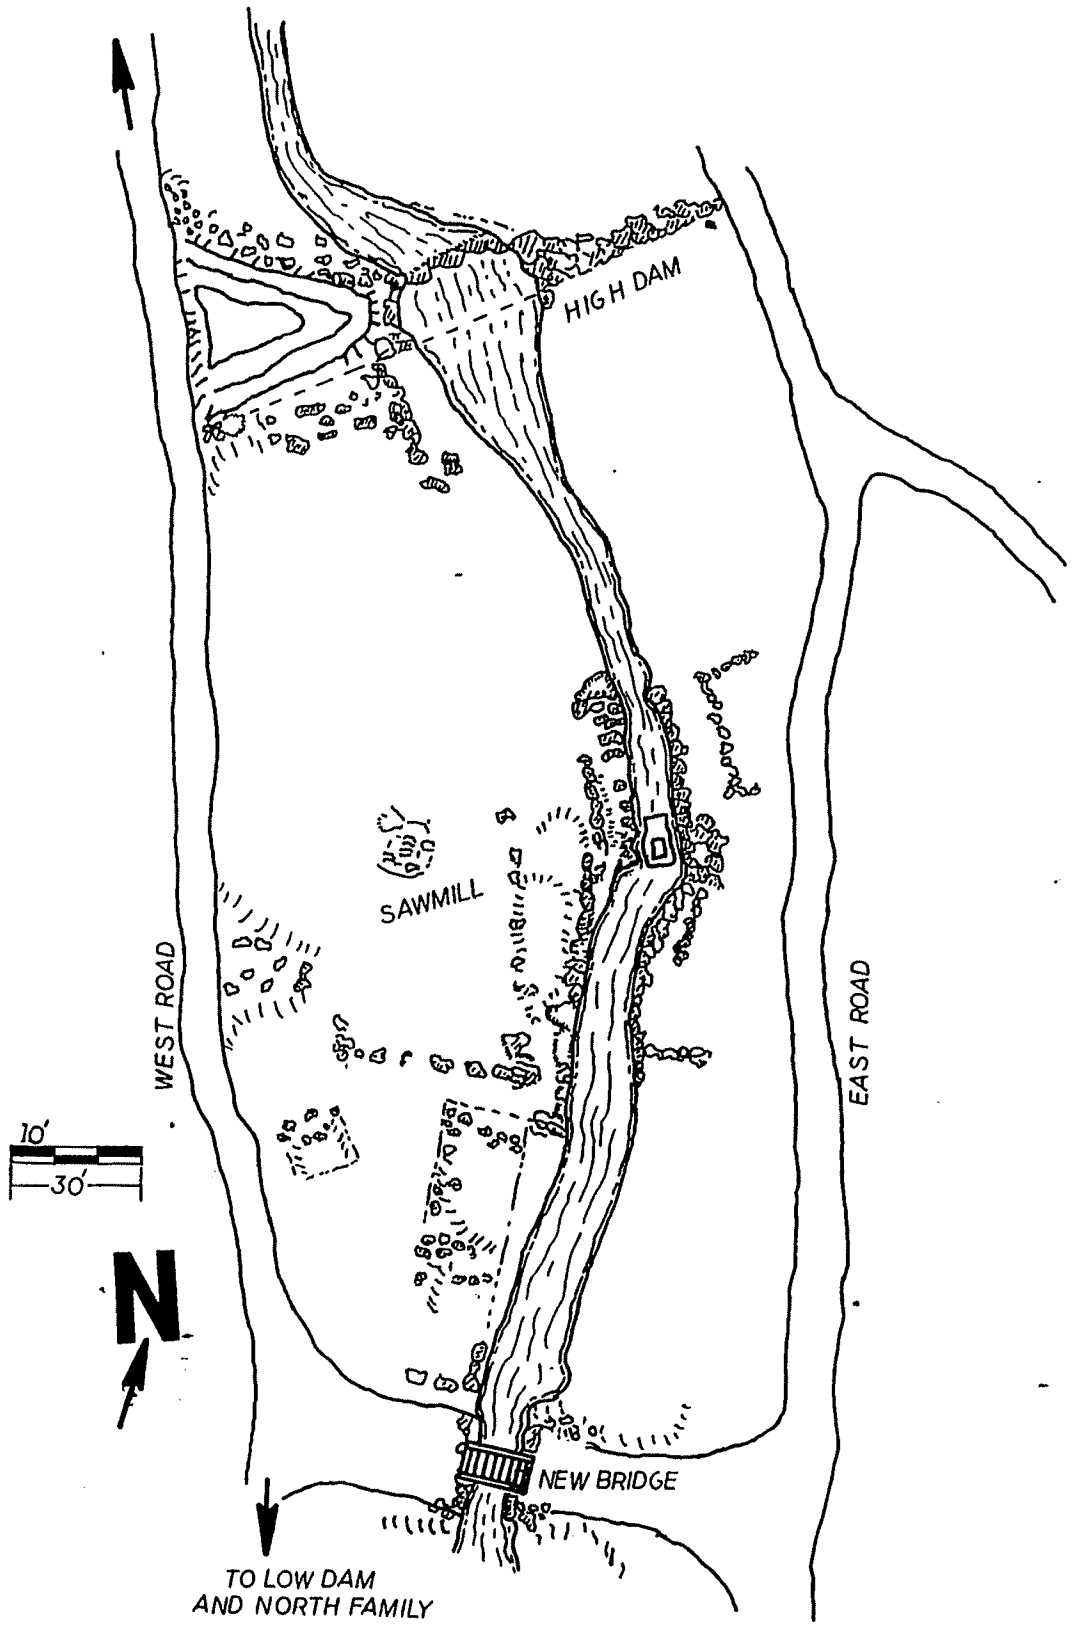 HIGH DAM
SAWMILL
WEST ROAD
EAST ROAD
10'
30'
N
NEW BRIDGE
TO LOW DAM
AND NORTH FAMILY